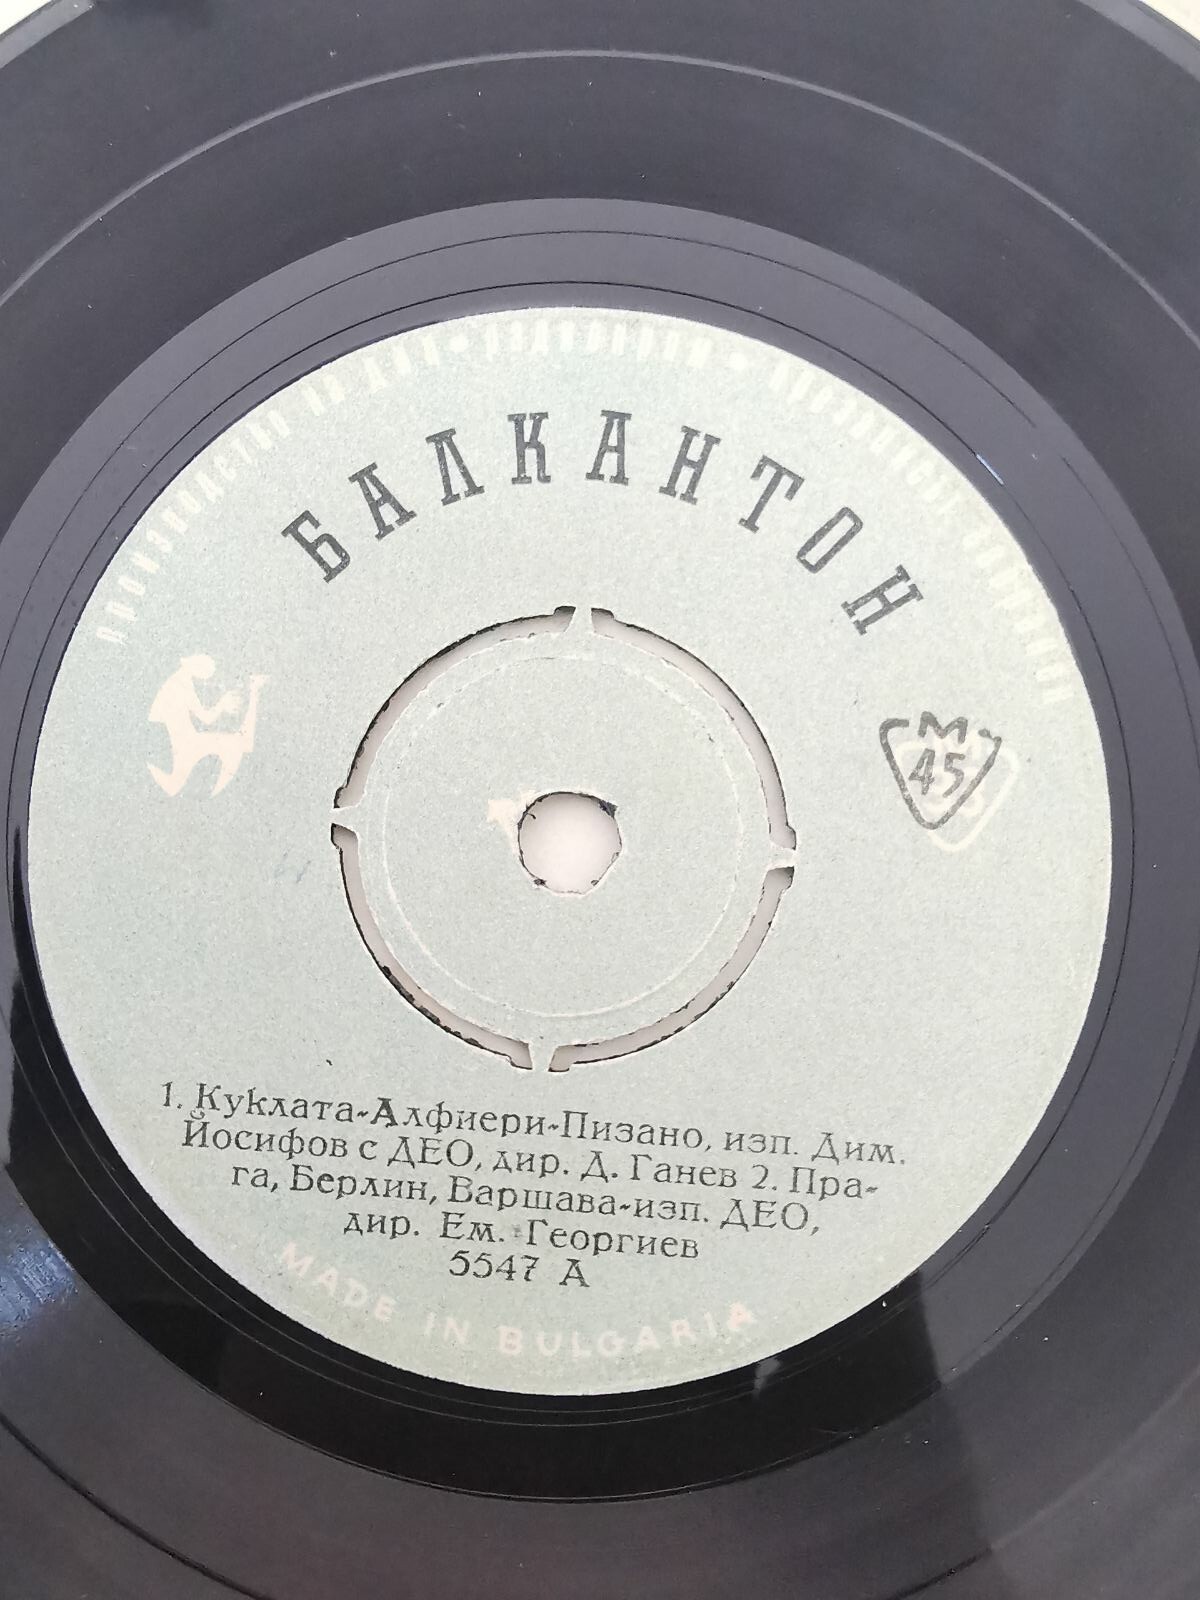 БАЛКАНТОН
М
45
1. Куклата-Алфиери-Пизано, изп. Дим.
Йосифов с ДЕО, дир. Д. Ганев 2. Пра-
га, Берлин, Варшава-изп. ДЕО,
дир. Ем. Георгиев
5547 А
MADE IN BULGARIA